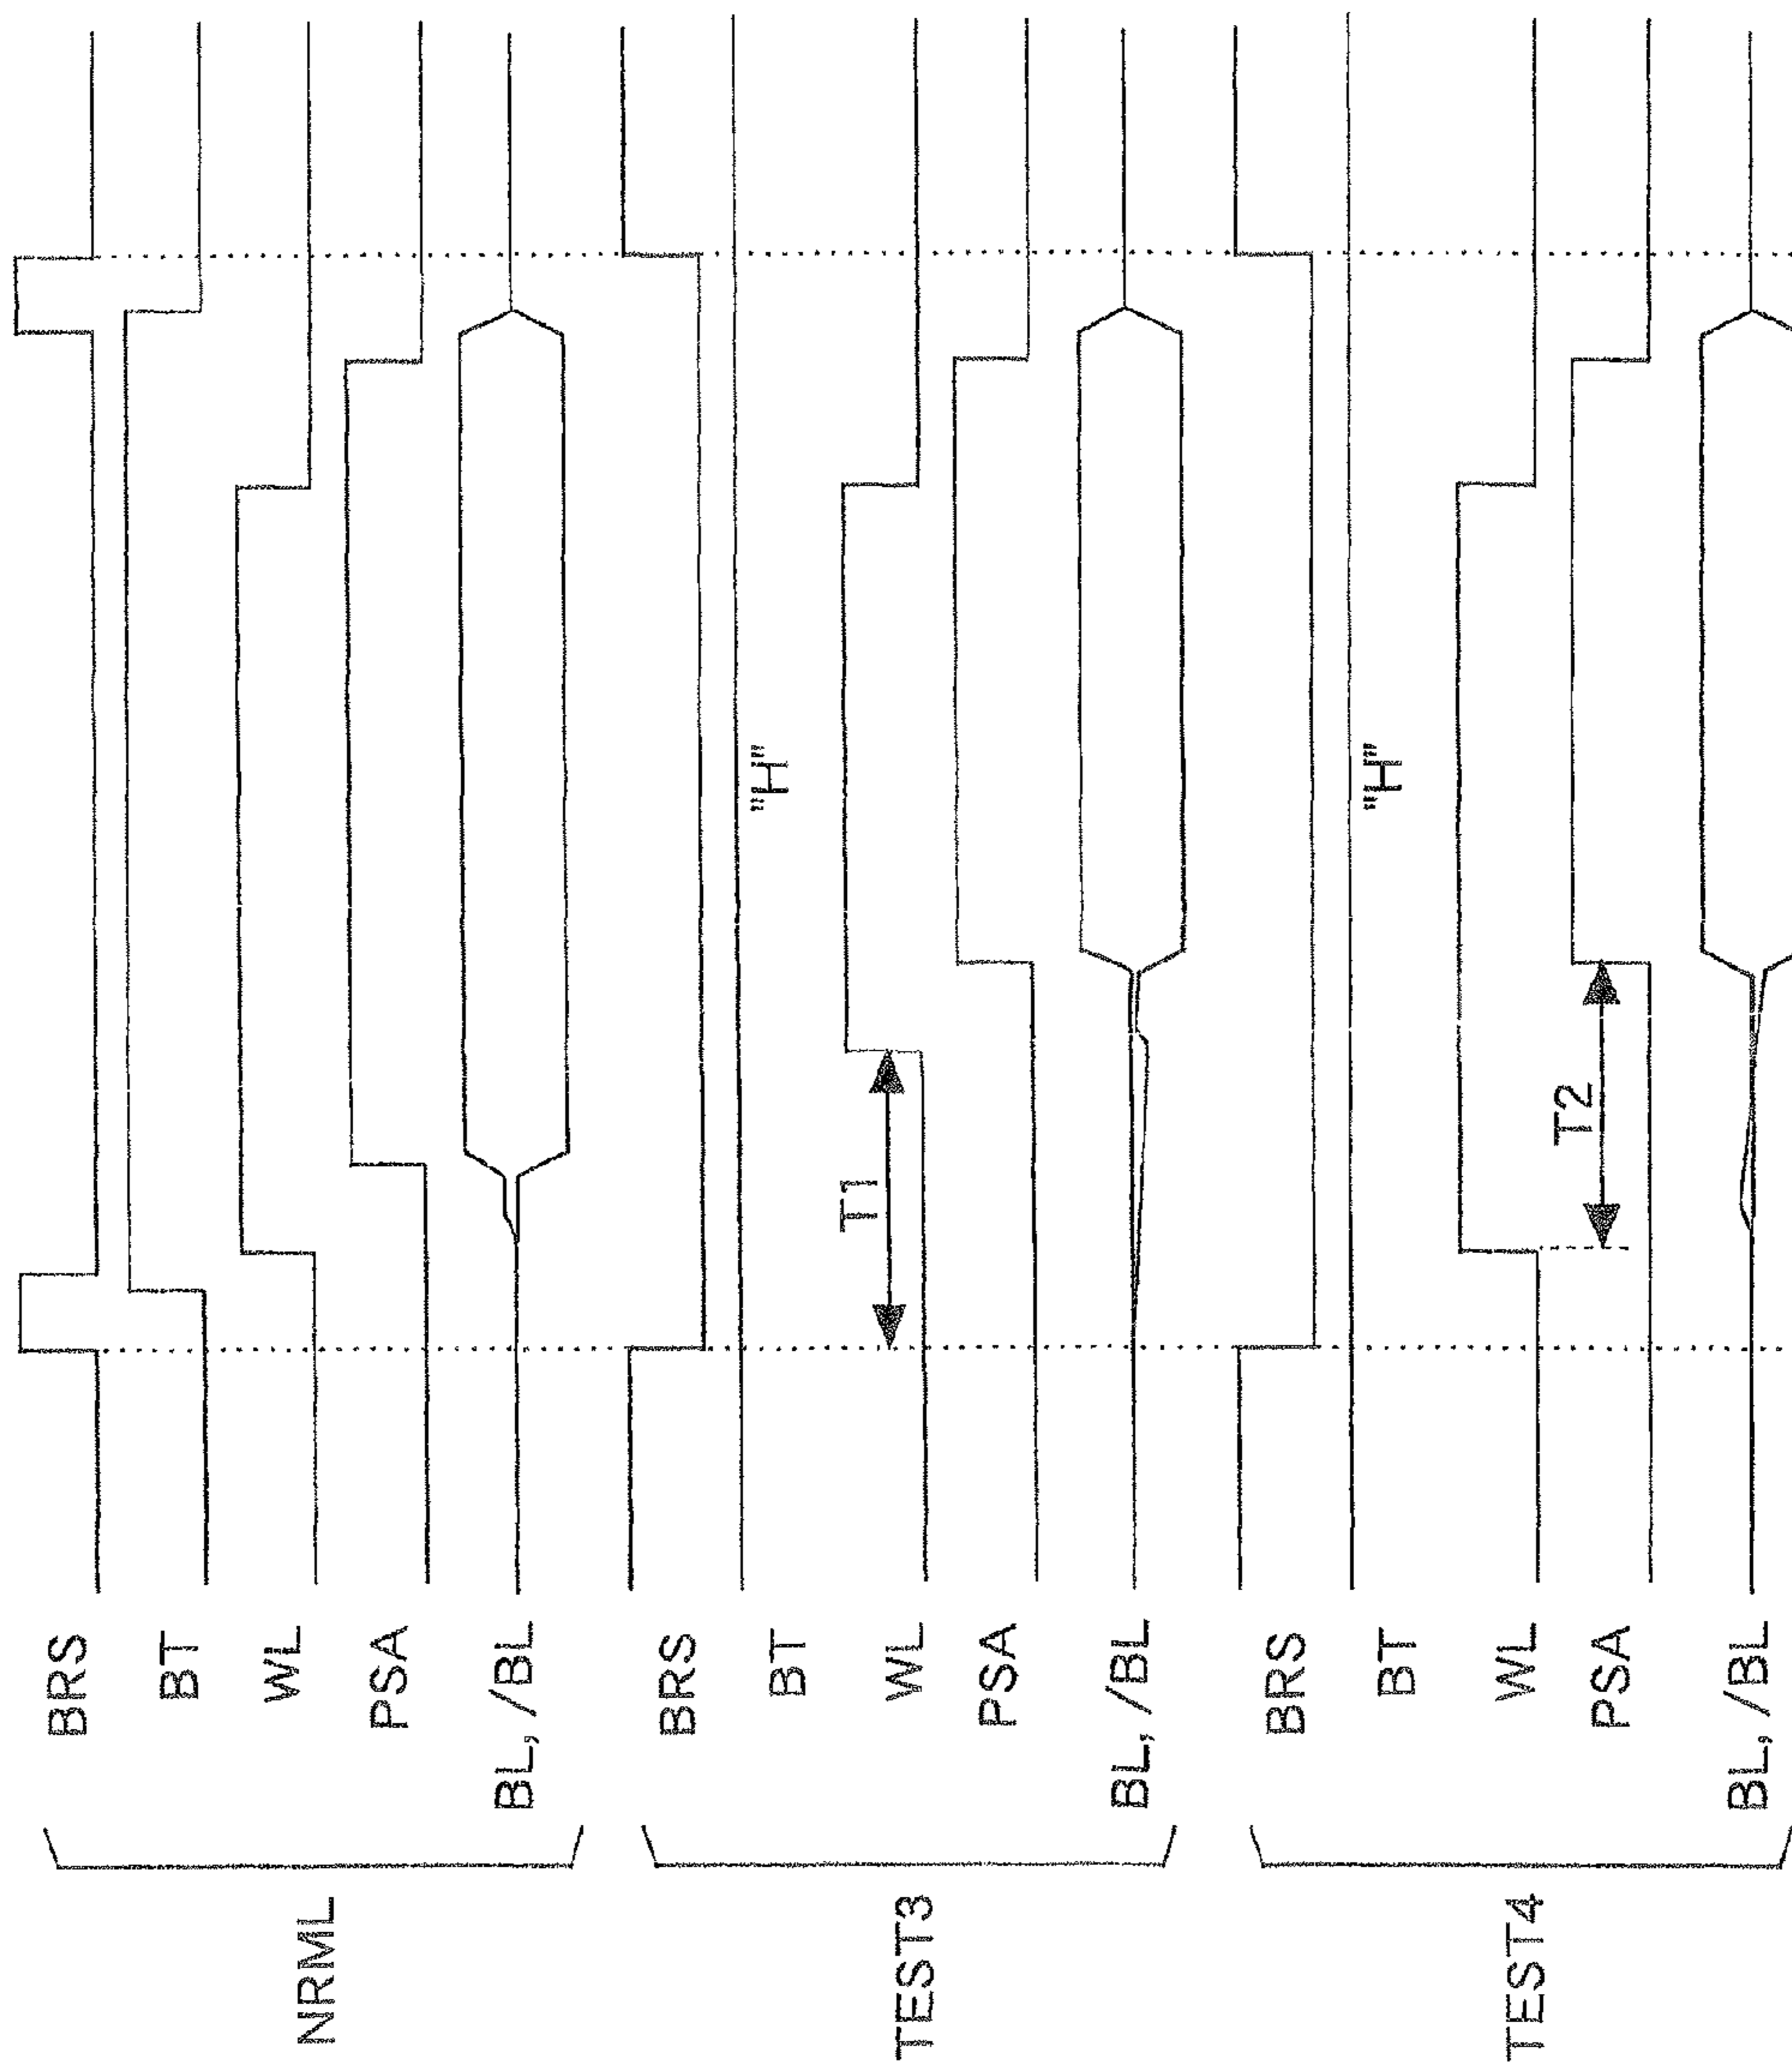 NRML
BRS
BT
WL
PSA
BL, /BL
TEST3
BRS
BT
"H"
WL
T1
PSA
BL, /BL
TEST4
BRS
BT
"H"
WL
PSA
T2
BL, /BL